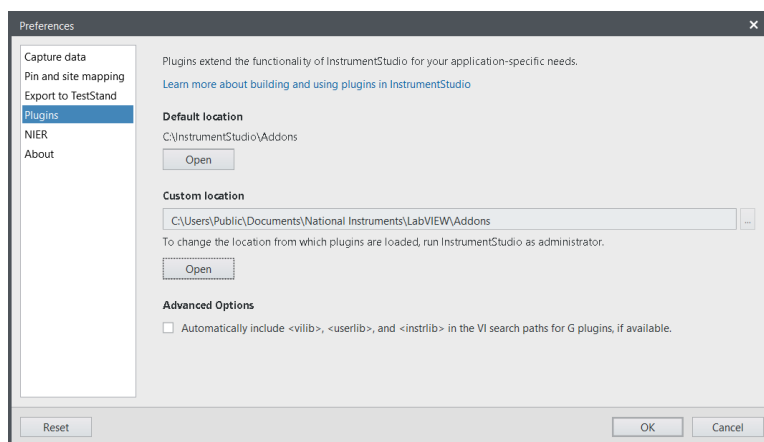 Preferences
Capture data
Pin and site mapping
Export to TestStand
Plugins
NIER
About
Plugins extend the functionality of InstrumentStudio for your application-specific needs.
Learn more about building and using plugins in InstrumentStudio
Default location
C:\InstrumentStudio\Addons
Open
Custom location
C:\Users\Public\Documents\National Instruments\LabVIEW\Addons
...
To change the location from which plugins are loaded, run InstrumentStudio as administrator.
Open
Advanced Options
Automatically include <vilib>, <userlib>, and <instrlib> in the VI search paths for G plugins, if available.
Reset
OK
Cancel